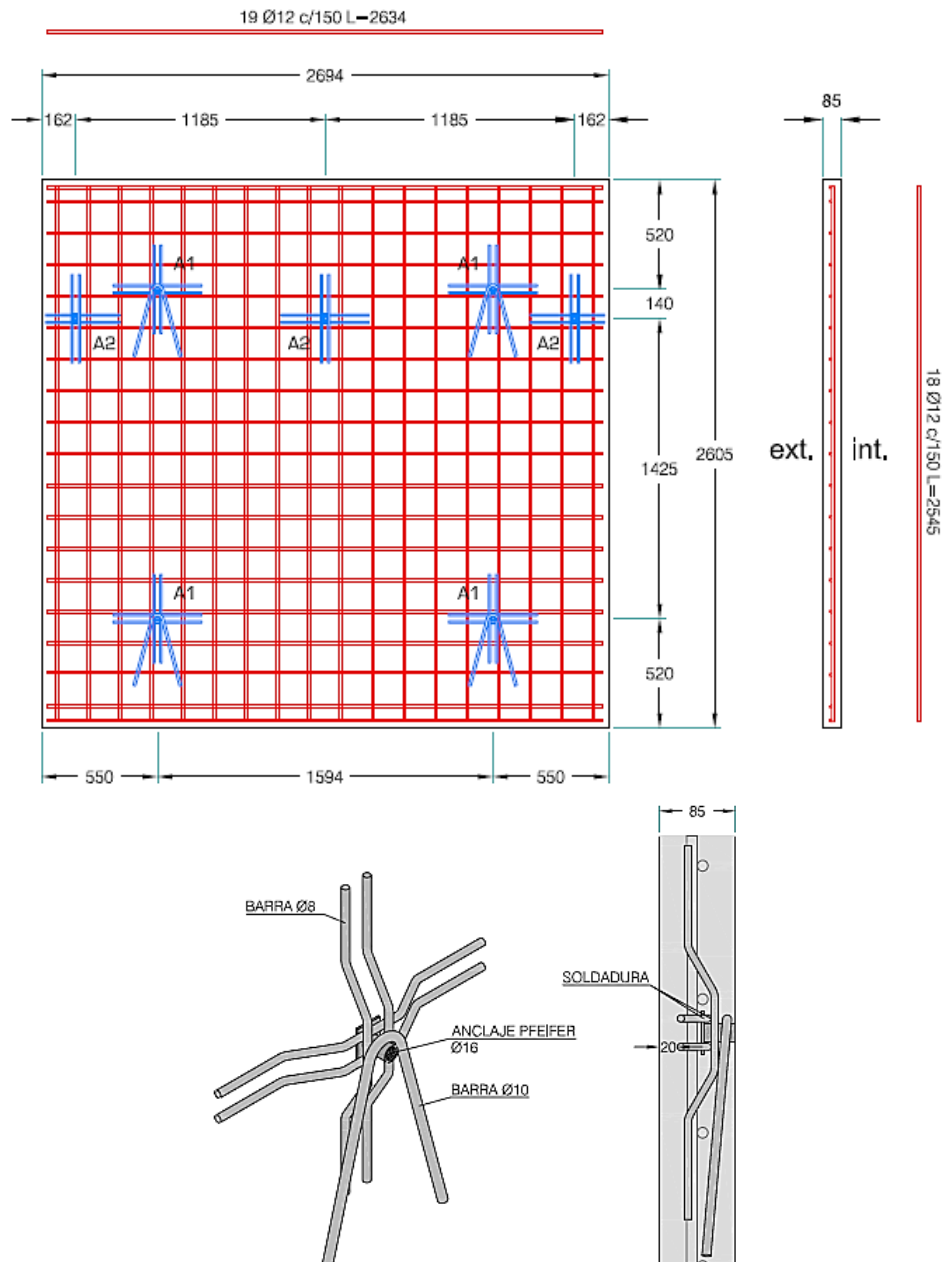 19 Ø12 c/150 L=2634
2694
85
162
1185
1185
162
520
A1
A1
140
A2
A2
A2
18 Ø12 c/150 L=2545
1425
2605
ext.
int.
A1
A1
520
550
1594
550
85
BARRA Ø8
SOLDADURA
ANCLAJE PFEIFER
Ø16
20
BARRA Ø10